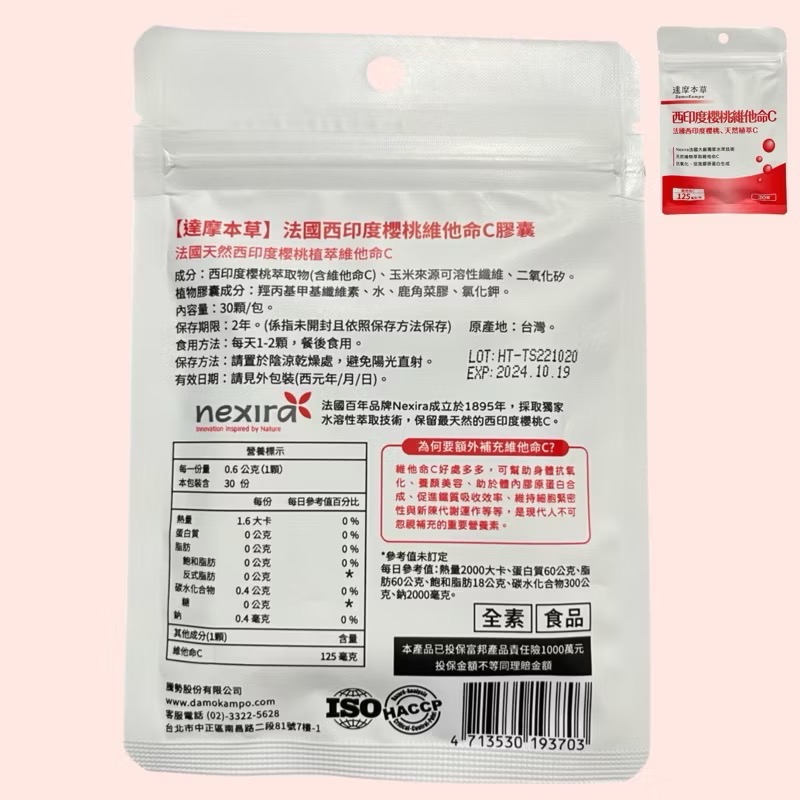 【達摩本草】法國西印度櫻桃維他命C膠囊
法國天然西印度櫻桃植萃維他命C
成分：西印度櫻桃萃取物(含維他命C)、玉米來源可溶性纖維、二氧化矽。
植物膠囊成分：羥丙基甲基纖維素、水、鹿角菜膠、氯化鉀。
內容量：30顆/包。
保存期限：2年。(係指未開封且依照保存方法保存) 原產地：台灣。
食用方法：每天1-2顆，餐後食用。
保存方法：請置於陰涼乾燥處，避免陽光直射。
有效日期：請見外包裝(西元年/月/日)。
LOT: HT-TS221020
EXP: 2024.10.19
nexira
Innovation inspired by Nature
法國百年品牌Nexira成立於1895年，採取獨家
水溶性萃取技術，保留最天然的西印度櫻桃C。
營養標示
每一份量 0.6 公克(1顆)
本包裝含 30 份
每份 每日參考值百分比
熱量 1.6 大卡 0 %
蛋白質 0 公克 0 %
脂肪 0 公克 0 %
飽和脂肪 0 公克 0 %
反式脂肪 0 公克 *
碳水化合物 0.4 公克 0 %
糖 0 公克 *
鈉 0.4 毫克 0 %
其他成分(1顆) 含量
維他命C 125 毫克
為何要額外補充維他命C?
維他命C好處多多，可幫助身體抗氧
化、養顏美容、助於體內膠原蛋白合
成、促進鐵質吸收效率、維持細胞緊密
性與新陳代謝運作等等，是現代人不可
忽視補充的重要營養素。
*參考值未訂定
每日參考值：熱量2000大卡、蛋白質60公克、脂
肪60公克、飽和脂肪18公克、碳水化合物300公
克、鈉2000毫克。
全素 食品
本產品已投保富邦產品責任險1000萬元
投保金額不等同理賠金額
騰勢股份有限公司
www.damokampo.com
客服電話 (02)-3322-5628
台北市中正區南昌路二段81號7樓-1
ISO
HACCP
4 713530 193703
達摩本草
DamoKampo
西印度櫻桃維他命C
法國西印度櫻桃、天然植萃C
125